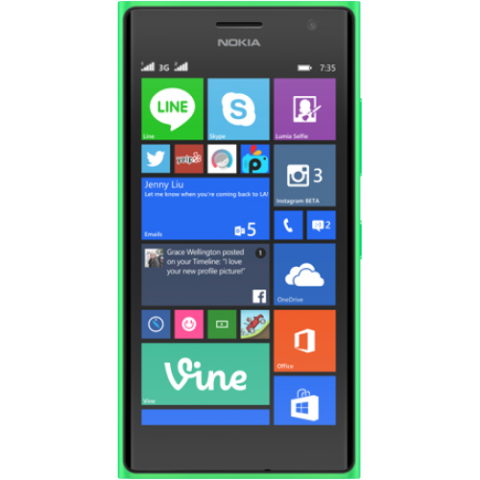 NOKIA
3G
7:35
LINE
Line
Skype
Lumia Selfie
yelp
3
Instagram BETA
Jenny Liu
Let me know when you're coming back to LA!
Emails
5
2
Grace Wellington posted
on your Timeline: "I love
your new profile picture!"
1
OneDrive
Office
Vine
Vine